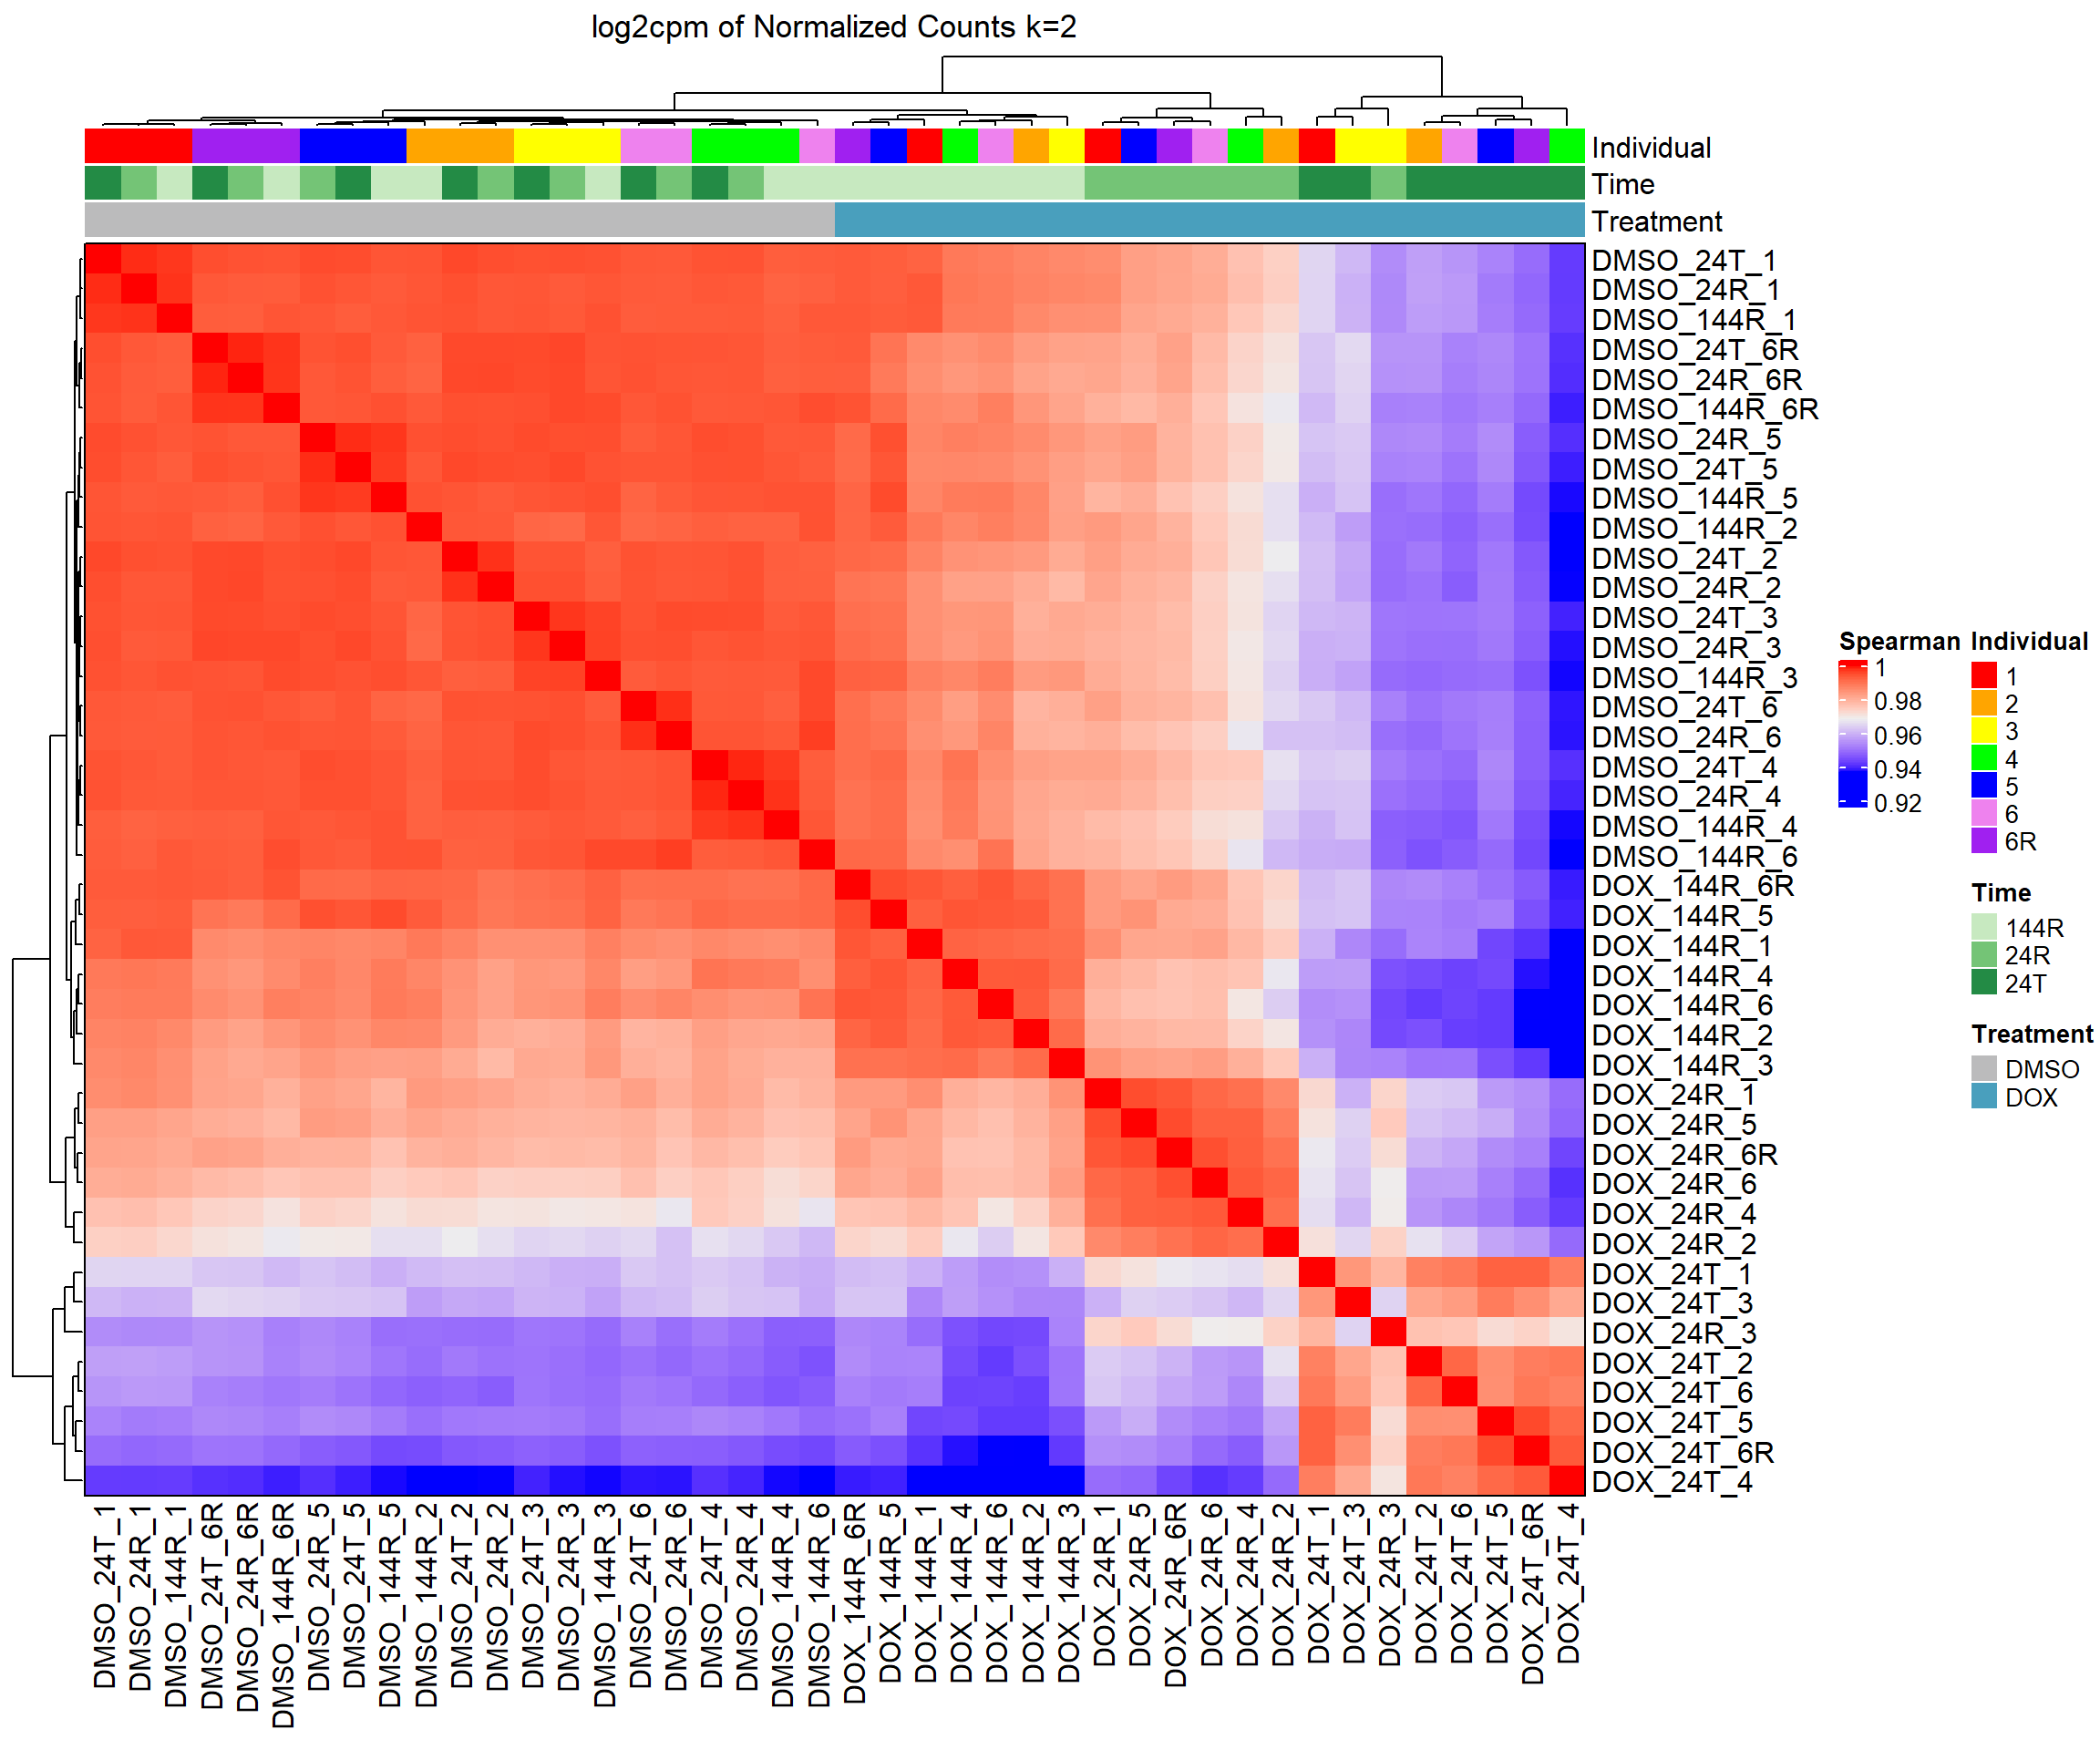 log2cpm of Normalized Counts k=2
Individual
Time
Treatment
DMSO_24T_1
DMSO_24R_1
DMSO_144R_1
DMSO_24T_6R
DMSO_24R_6R
DMSO_144R_6R
DMSO_24R_5
DMSO_24T_5
DMSO_144R_5
DMSO_144R_2
DMSO_24T_2
DMSO_24R_2
DMSO_24T_3
DMSO_24R_3
DMSO_144R_3
DMSO_24T_6
DMSO_24R_6
DMSO_24T_4
DMSO_24R_4
DMSO_144R_4
DMSO_144R_6
DOX_144R_6R
DOX_144R_5
DOX_144R_1
DOX_144R_4
DOX_144R_6
DOX_144R_2
DOX_144R_3
DOX_24R_1
DOX_24R_5
DOX_24R_6R
DOX_24R_6
DOX_24R_4
DOX_24R_2
DOX_24T_1
DOX_24T_3
DOX_24R_3
DOX_24T_2
DOX_24T_6
DOX_24T_5
DOX_24T_6R
DOX_24T_4
DMSO_24T_1
DMSO_24R_1
DMSO_144R_1
DMSO_24T_6R
DMSO_24R_6R
DMSO_144R_6R
DMSO_24R_5
DMSO_24T_5
DMSO_144R_5
DMSO_144R_2
DMSO_24T_2
DMSO_24R_2
DMSO_24T_3
DMSO_24R_3
DMSO_144R_3
DMSO_24T_6
DMSO_24R_6
DMSO_24T_4
DMSO_24R_4
DMSO_144R_4
DMSO_144R_6
DOX_144R_6R
DOX_144R_5
DOX_144R_1
DOX_144R_4
DOX_144R_6
DOX_144R_2
DOX_144R_3
DOX_24R_1
DOX_24R_5
DOX_24R_6R
DOX_24R_6
DOX_24R_4
DOX_24R_2
DOX_24T_1
DOX_24T_3
DOX_24R_3
DOX_24T_2
DOX_24T_6
DOX_24T_5
DOX_24T_6R
DOX_24T_4
Spearman
1
0.98
0.96
0.94
0.92
Individual
1
2
3
4
5
6
6R
Time
144R
24R
24T
Treatment
DMSO
DOX